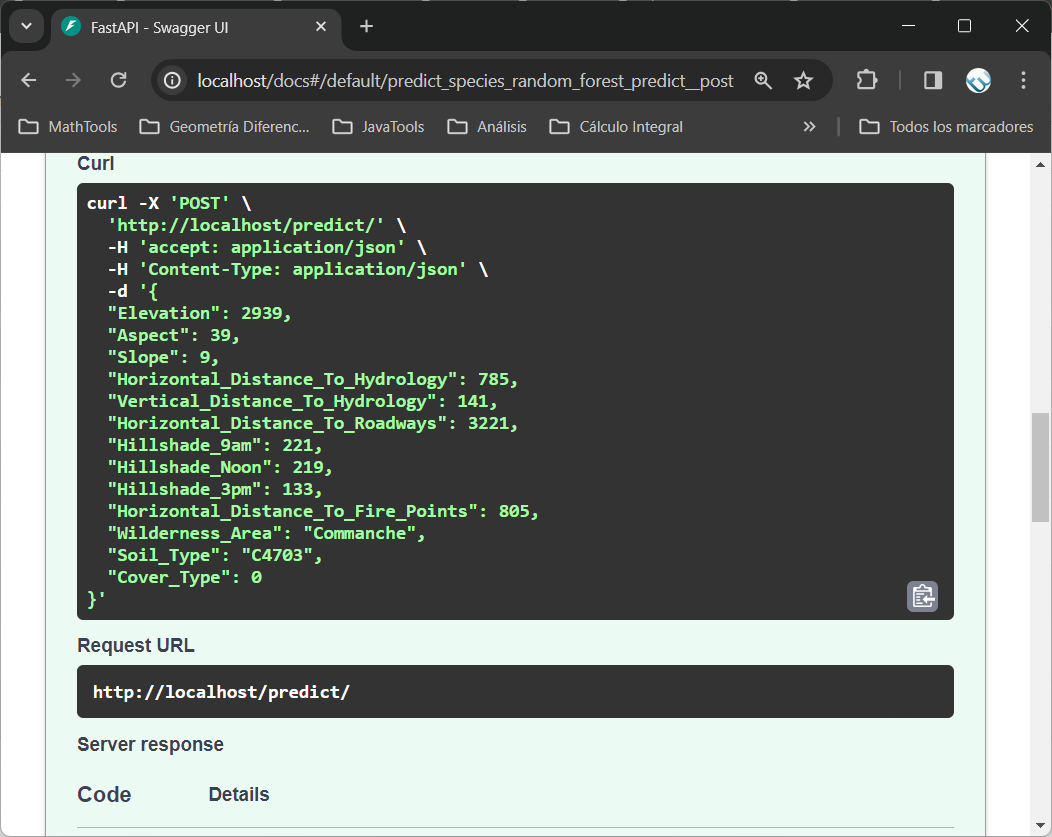 FastAPI - Swagger UI
localhost/docs#/default/predict_species_random_forest_predict__post
MathTools
Geometría Diferenc...
JavaTools
Análisis
Cálculo Integral
Todos los marcadores
Curl
curl -X 'POST' \
'http://localhost/predict/' \
-H 'accept: application/json' \
-H 'Content-Type: application/json' \
-d '{
"Elevation": 2939,
"Aspect": 39,
"Slope": 9,
"Horizontal_Distance_To_Hydrology": 785,
"Vertical_Distance_To_Hydrology": 141,
"Horizontal_Distance_To_Roadways": 3221,
"Hillshade_9am": 221,
"Hillshade_Noon": 219,
"Hillshade_3pm": 133,
"Horizontal_Distance_To_Fire_Points": 805,
"Wilderness_Area": "Commanche",
"Soil_Type": "C4703",
"Cover_Type": 0
}'
Request URL
http://localhost/predict/
Server response
Code Details